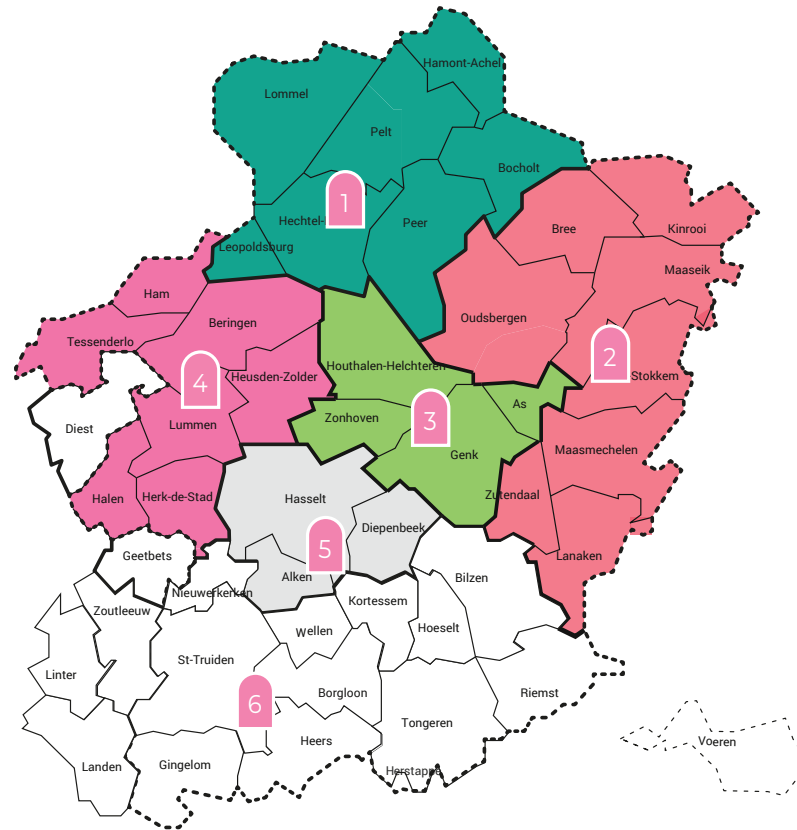 Hamont-Achel
Lommel
Pelt
Bocholt
1
Hechtel-
Peer
Bree
Kinrooi
Leopoldsburg
Maaseik
Ham
Oudsbergen
Beringen
Tessenderlo
2
Houthalen-Helchteren
Heusden-Zolder
Stokkem
4
As
3
Zonhoven
Lummen
Diest
Genk
Maasmechelen
Halen
Herk-de-Stad
Hasselt
Zutendaal
Diepenbeek
5
Geetbets
Lanaken
Alken
Bilzen
Nieuwerkerken
Kortessem
Zoutleeuw
Wellen
Hoeselt
St-Truiden
Linter
Borgloon
Riemst
6
Tongeren
Heers
Voeren
Landen
Gingelom
Herstappe